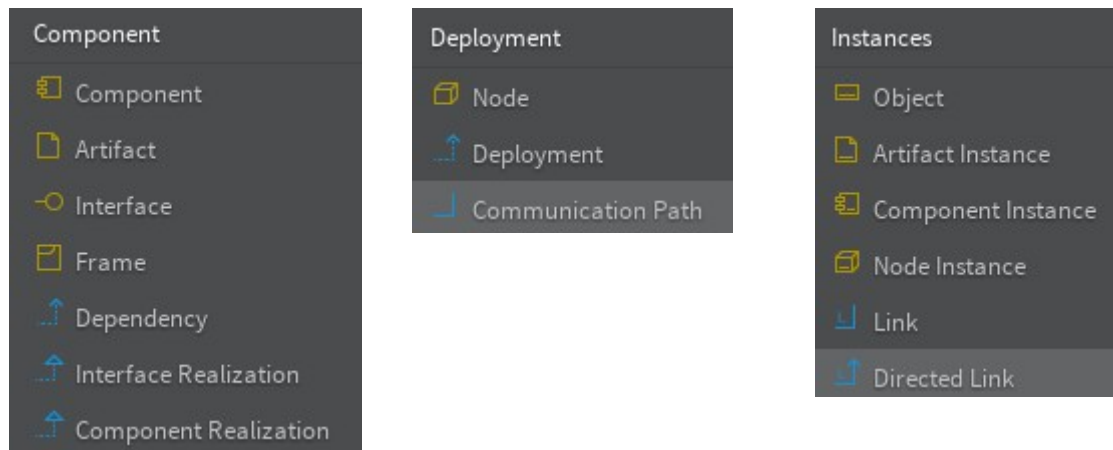 Component
Component
Artifact
Interface
Frame
Dependency
Interface Realization
Component Realization
Deployment
Node
Deployment
Communication Path
Instances
Object
Artifact Instance
Component Instance
Node Instance
Link
Directed Link